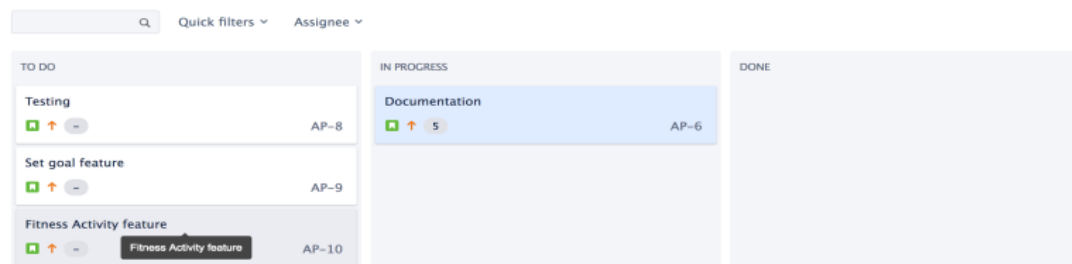 Quick filters Assignee
TO DO
Testing
- AP-8
Set goal feature
- AP-9
Fitness Activity feature
- Fitness Activity feature AP-10
IN PROGRESS
Documentation
5 AP-6
DONE